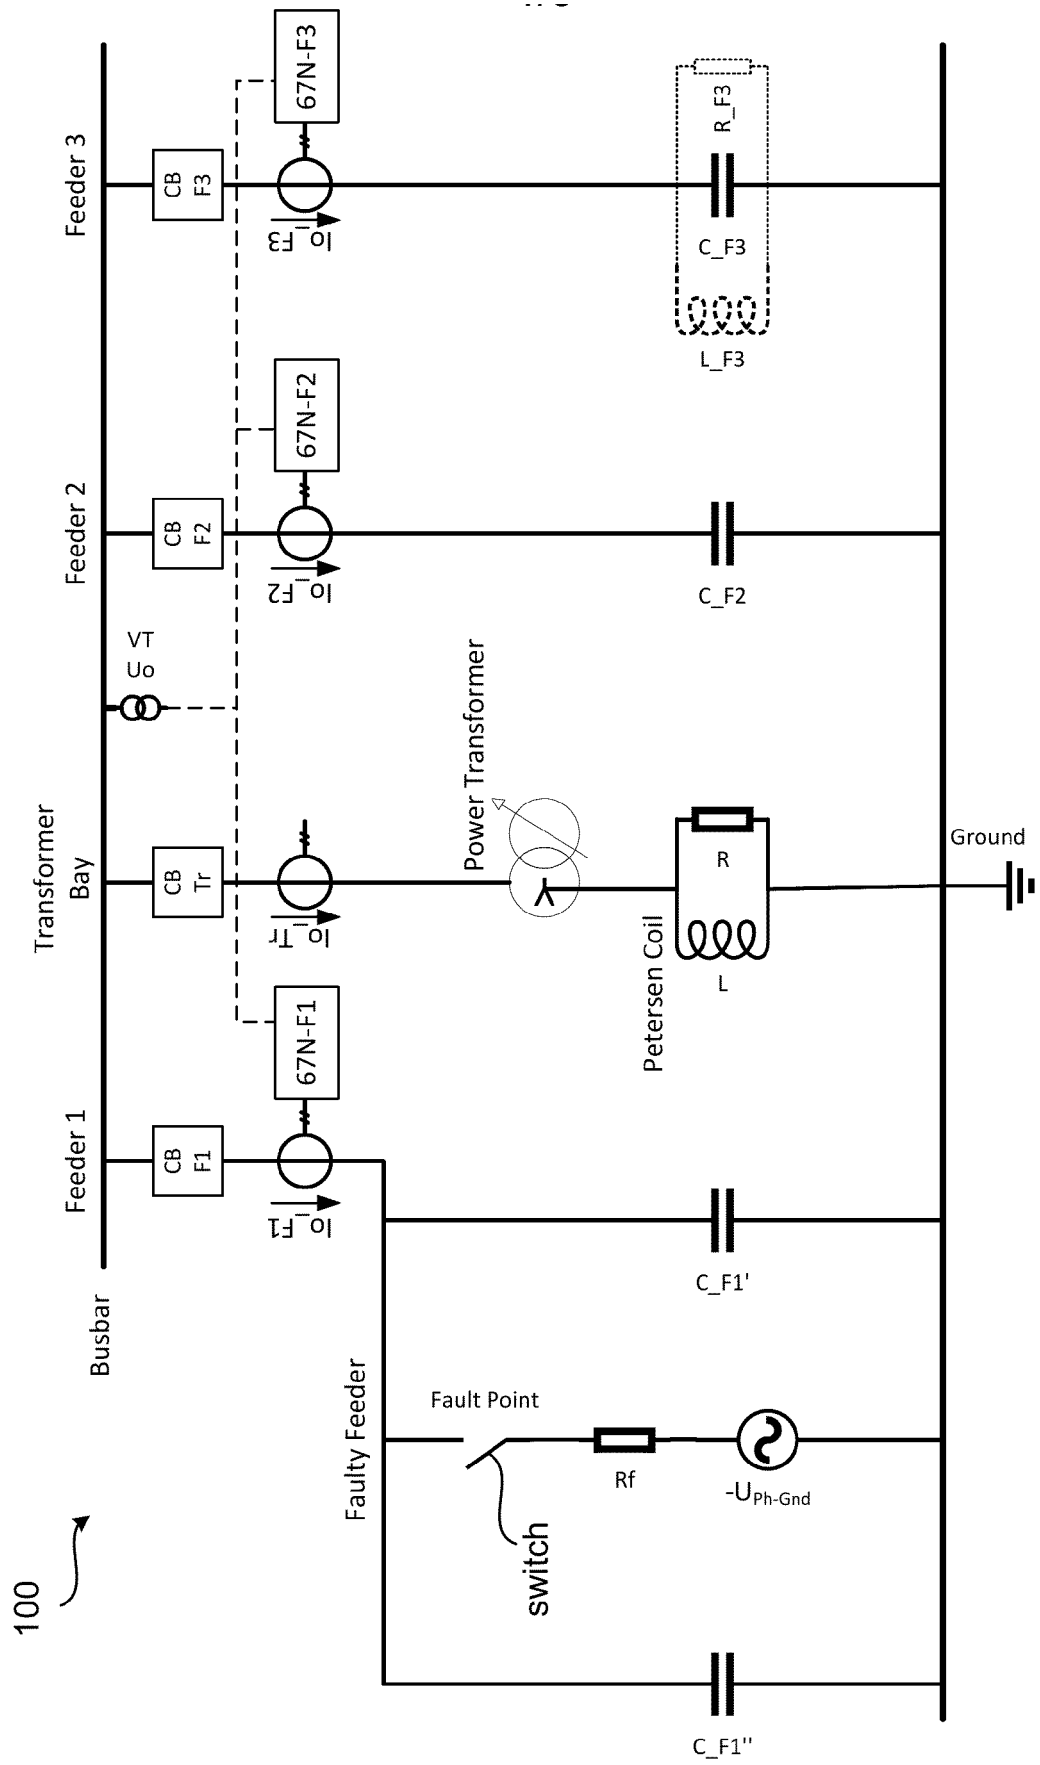 100
Busbar
Feeder 1
Transformer
Bay
Feeder 2
Feeder 3
CB
F1
CB
Tr
VT
Uo
CB
F2
CB
F3
Io_F1
67N-F1
Io_Tr
Io_F2
67N-F2
Io_F3
67N-F3
Faulty Feeder
Fault Point
switch
Power Transformer
Petersen Coil
C_F1''
Rf
-UPh-Gnd
C_F1'
L
R
C_F2
L_F3
C_F3
R_F3
Ground